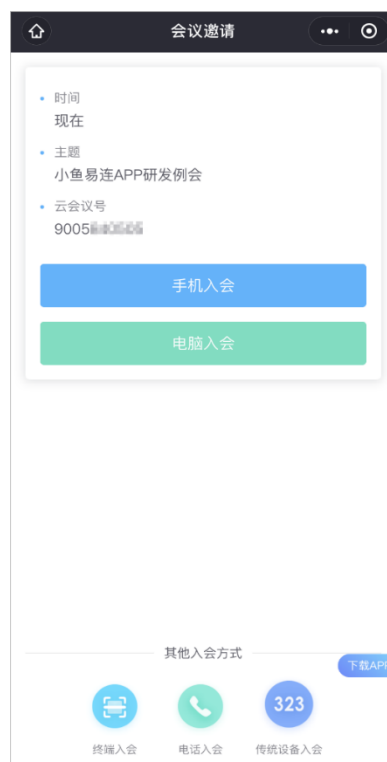 会议邀请
时间
现在
主题
小鱼易连APP研发例会
云会议号
9005
手机入会
电脑入会
其他入会方式
下载AP
323
终端入会 电话入会 传统设备入会